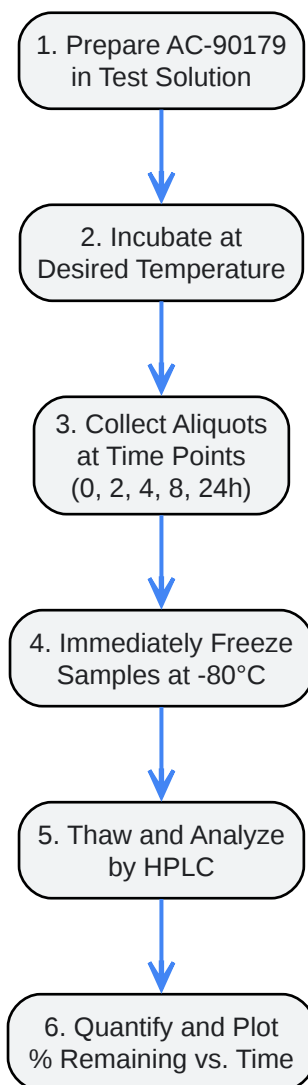 1. Prepare AC-90179
in Test Solution
2. Incubate at
Desired Temperature
3. Collect Aliquots
at Time Points
(0, 2, 4, 8, 24h)
4. Immediately Freeze
Samples at -80°C
5. Thaw and Analyze
by HPLC
6. Quantify and Plot
% Remaining vs. Time